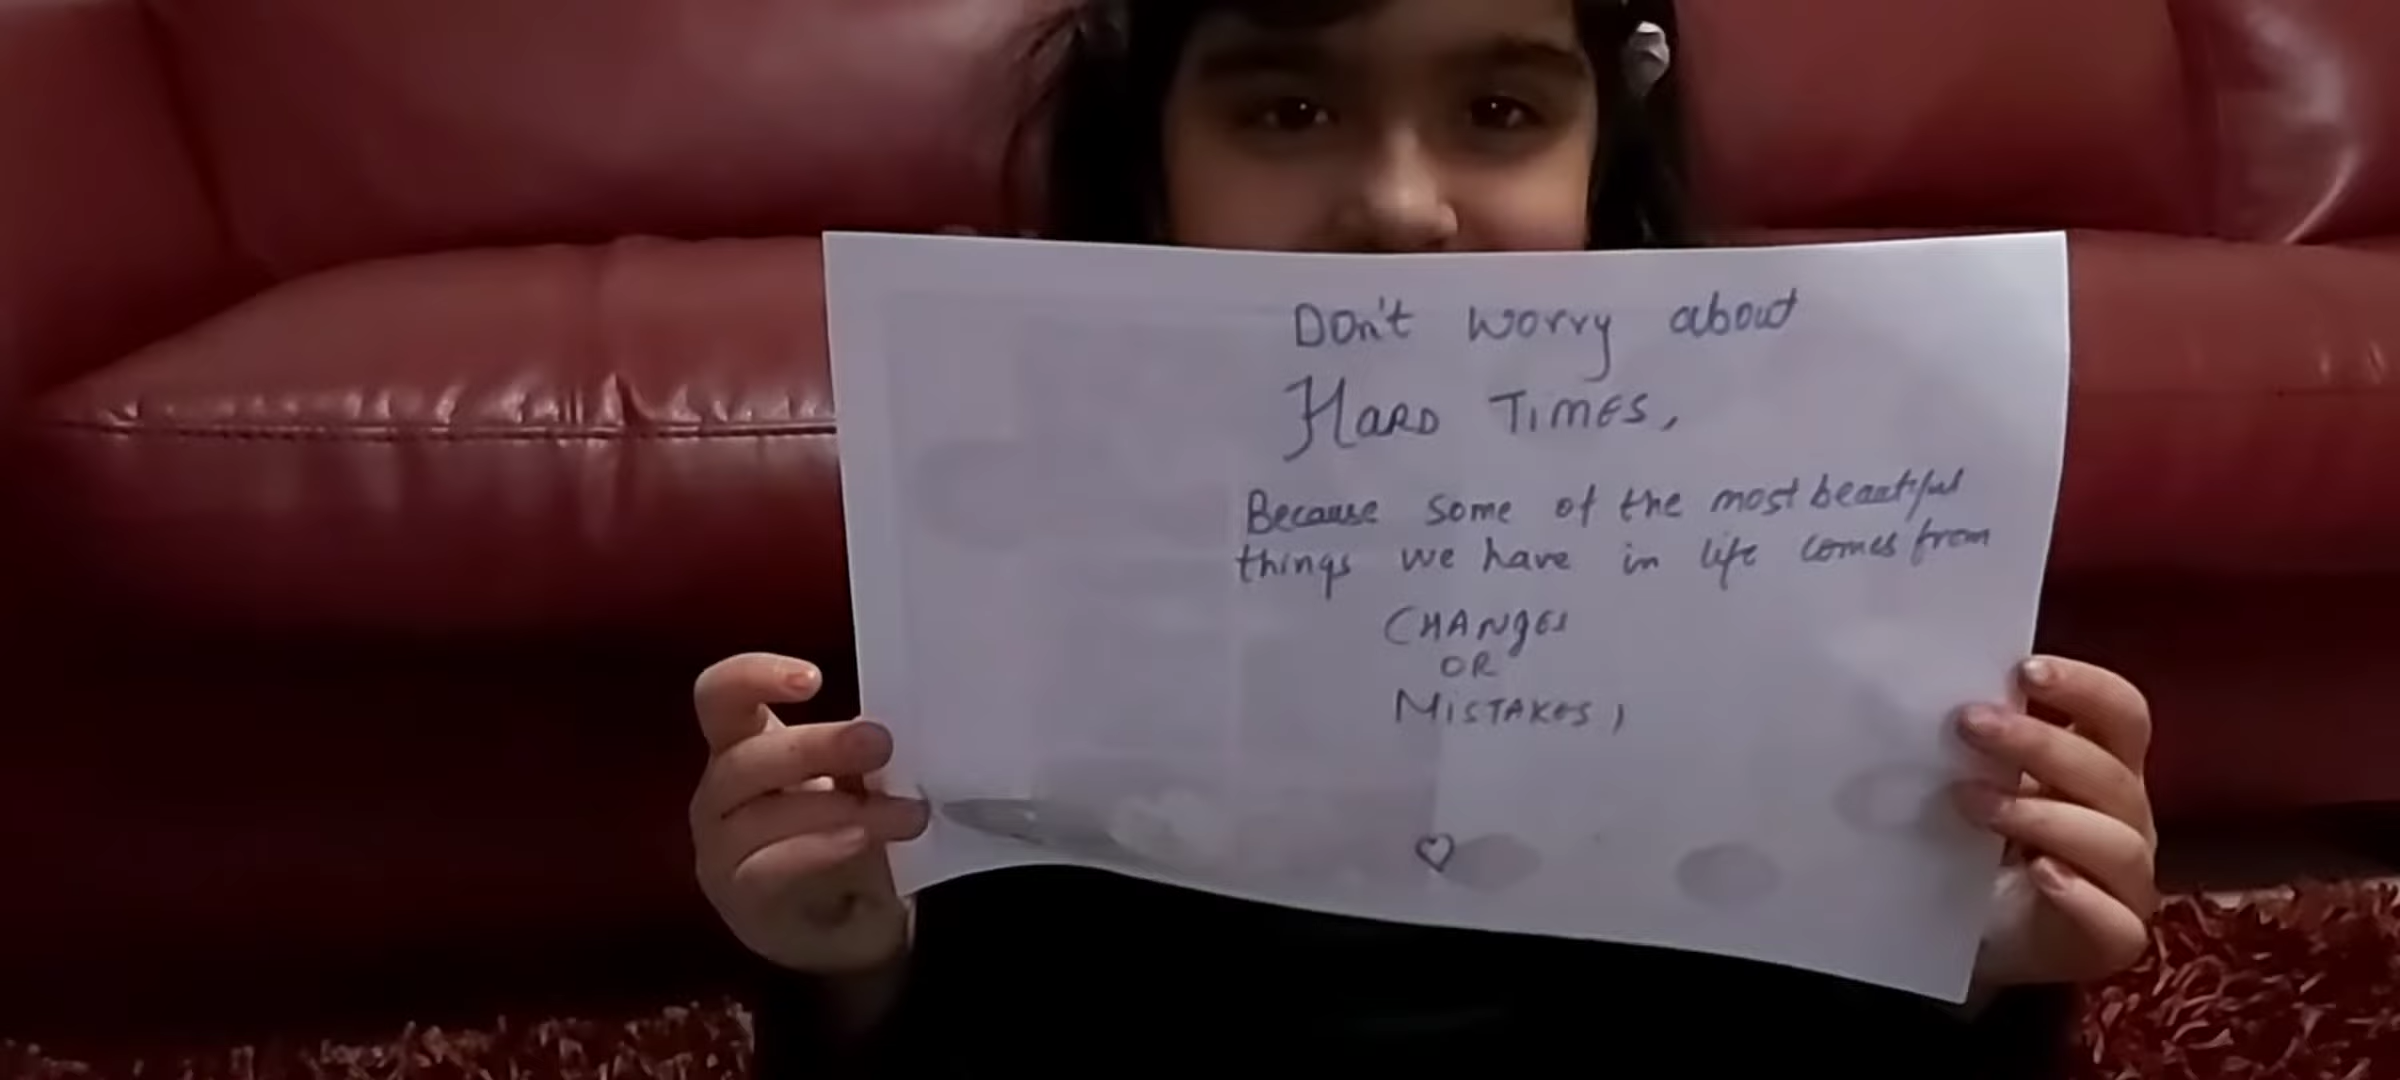 Don't worry about
HARD TIMES,
Because some of the most beautiful
things we have in life comes from
CHANgES
OR
MISTAKES,